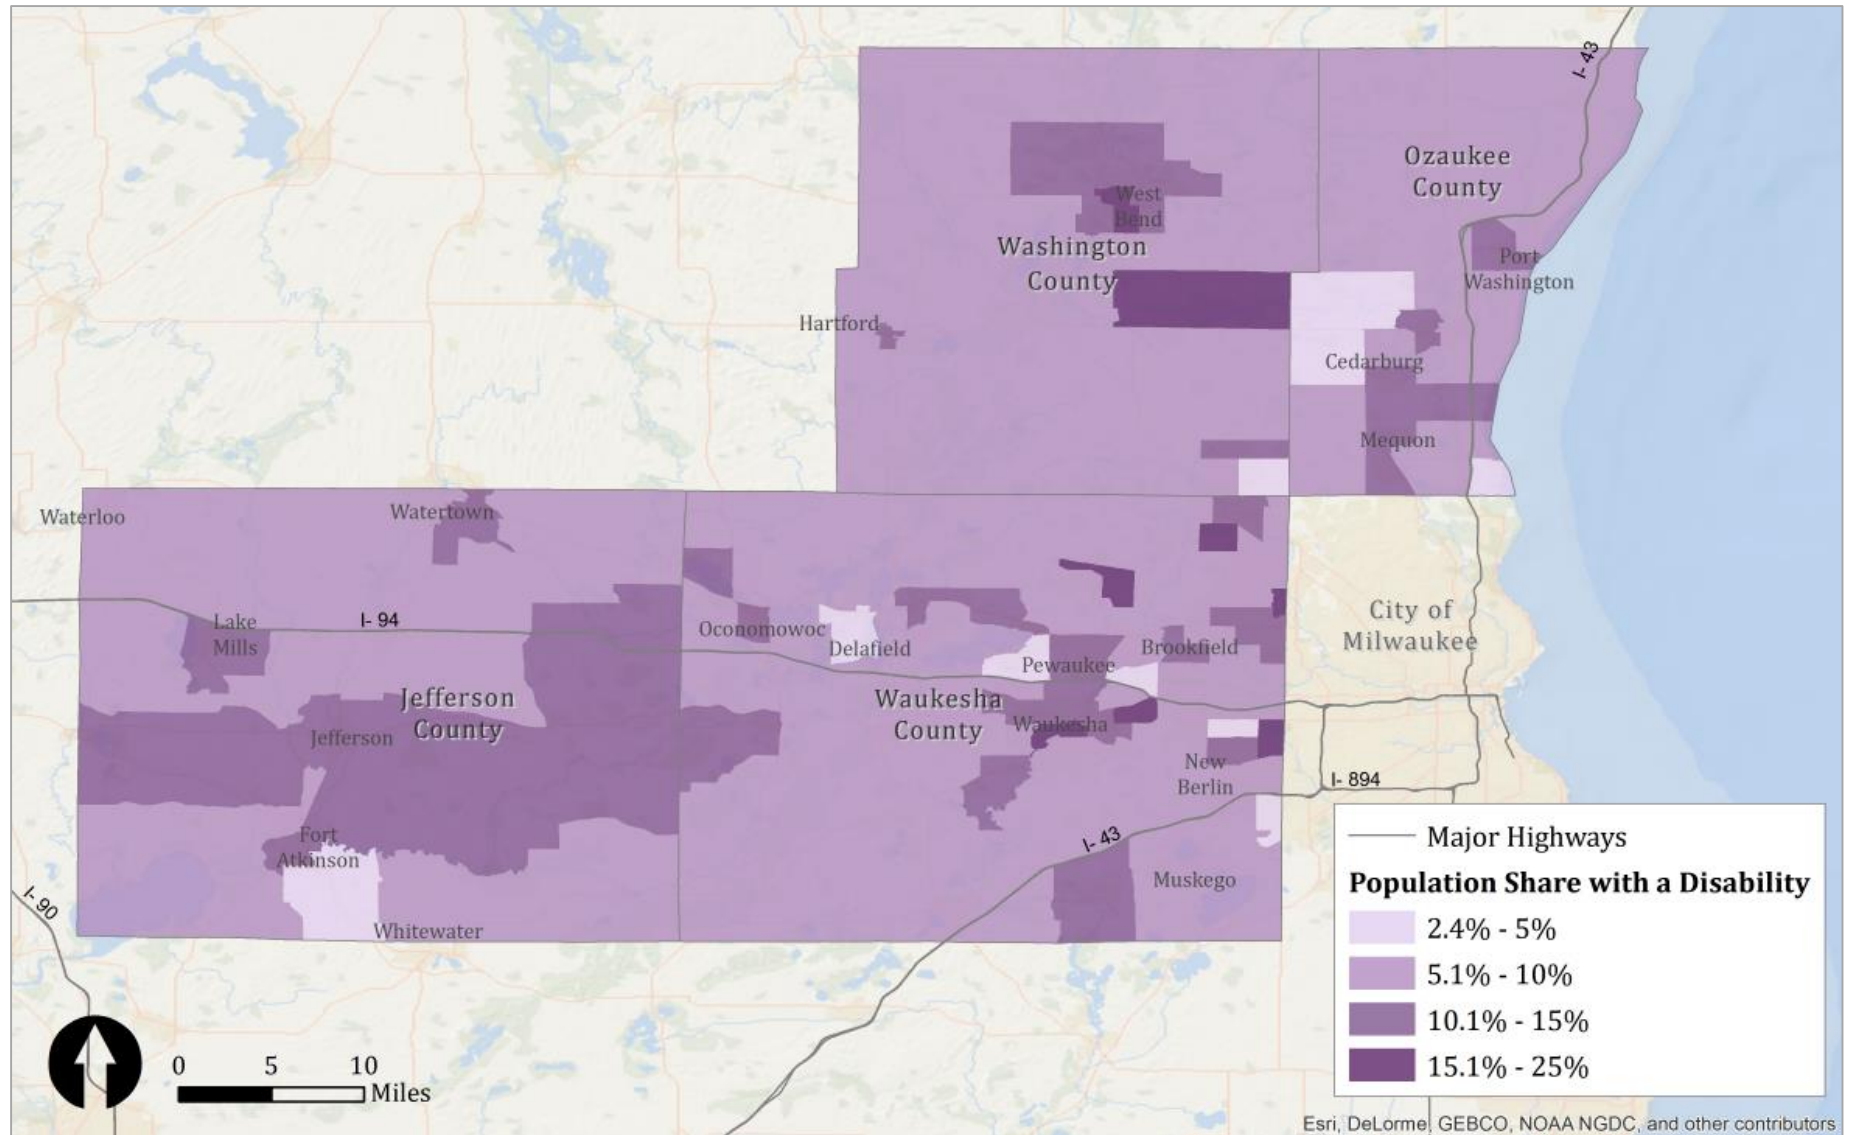 I- 43
Ozaukee
County
West
Bend
Washington
County
Port
Washington
Hartford
Cedarburg
Mequon
Waterloo
Watertown
Lake
Mills
I- 94
Oconomowoc
Delafield
Pewaukee
Brookfield
City of
Milwaukee
Jefferson
County
Jefferson
Waukesha
County
Waukesha
New
Berlin
I- 894
Fort
Atkinson
I- 43
Muskego
Whitewater
I- 90
Major Highways
Population Share with a Disability
2.4% - 5%
5.1% - 10%
10.1% - 15%
15.1% - 25%
0 5 10
Miles
Esri, DeLorme, GEBCO, NOAA NGDC, and other contributors